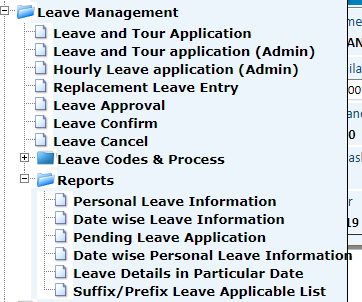 Leave Management
Leave and Tour Application
Leave and Tour application (Admin)
Hourly Leave application (Admin)
Replacement Leave Entry
Leave Approval
Leave Confirm
Leave Cancel
Leave Codes & Process
Reports
Personal Leave Information
Date wise Leave Information
Pending Leave Application
Date wise Personal Leave Information
Leave Details in Particular Date
Suffix/Prefix Leave Applicable List